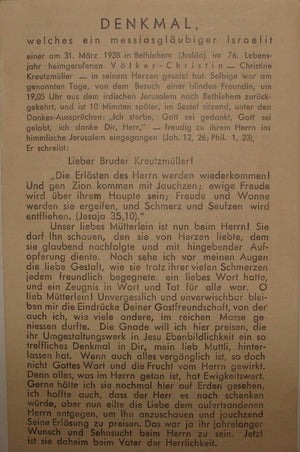 DENKMAL,
welches ein messiasgläubiger Israelit
einer am 31. März 1938 in Bethlehem (Judäa) im 76. Lebens-
jahr heimgerufenen Völker-Christin — Christine
Kreutzmüller — in seinem Herzen gesetzt hat. Selbige war am
genannten Tage, von dem Besuch einer blinden Freundin, um
19,05 Uhr aus dem irdischen Jerusalem nach Bethlehem zurück-
gekehrt, und ist 10 Minuten später, im Sessel sitzend, unter den
Dankes-Aussprüchen: „Ich sterbe, Gott sei gedankt, Gott sei
gelobt, ich danke Dir, Herr," — freudig zu ihrem Herrn ins
himmlische Jerusalem eingegangen (Joh. 12, 26; Phil. 1, 23).
Er schreibt:
Lieber Bruder Kreutzmüller!
„Die Erlösten des Herrn werden wiederkommen!
Und gen Zion kommen mit Jauchzen; ewige Freude
wird über ihrem Haupte sein; Freude und Wonne
werden sie ergreifen, und Schmerz und Seufzen wird
entfliehen. (Jesaja 35,10)."
Unser liebes Mütterlein ist nun beim Herrn! Sie
darf Ihn schauen, den sie von Herzen liebte, dem
sie glaubend nachfolgte und mit hingebender Auf-
opferung diente. Noch sehe ich vor meinen Augen
die liebe Gestalt, wie sie trotz ihrer vielen Schmerzen
jedem freundlich begegnete, ein liebes Wort hatte,
und ein Zeugnis in Wort und Tat für alle war. O
lieb Mütterlein! Unvergesslich und unverwischbar blei-
ben mir die Eindrücke Deiner Gastfreundschaft, von der
auch ich, wie viele andere, im reichen Masse ge-
niessen durfte. Die Gnade will ich hier preisen, die
ihr Umgestaltungswerk in Jesu Ebenbildlichkeit ein so
treffliches Denkmal in Dir, mein lieb Muttli, hinter-
lassen hat. Wenn auch alles vergänglich ist, so doch
nicht Gottes Wort und die Frucht vom Herrn gewirkt.
Denn alles, was im Herrn getan ist, hat Ewigkeitswert.
Gerne hätte ich sie nochmal hier auf Erden gesehen,
ich hoffte auch, dass der Herr es noch schenken
würde, aber nun eilte die Liebe dem auferstandenen
Herrn entgegen, um Ihn anzuschauen und jauchzend
Seine Erlösung zu preisen. Das war ja ihr jahrelanger
Wunsch und Sehnsucht beim Herrn zu sein. Jetzt
ist sie daheim beim Vater der Herrlichkeit.